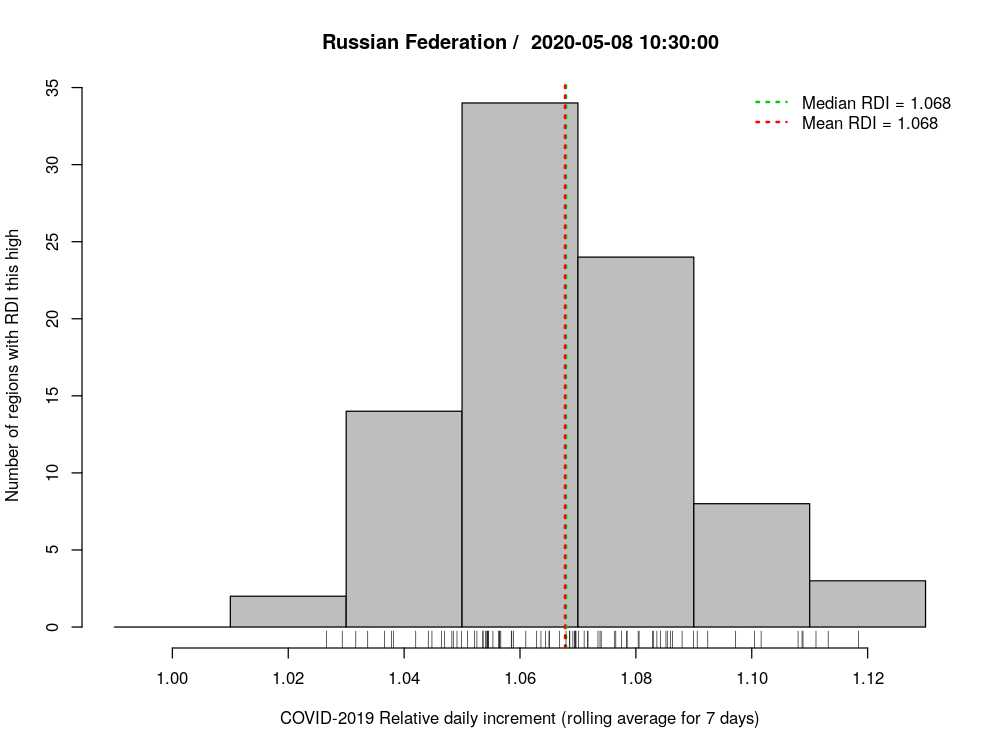 Russian Federation /  2020-05-08 10:30:00
Median RDI = 1.068
Mean RDI = 1.068
Number of regions with RDI this high
35
30
25
20
15
10
5
0
1.00 1.02 1.04 1.06 1.08 1.10 1.12
COVID-2019 Relative daily increment (rolling average for 7 days)